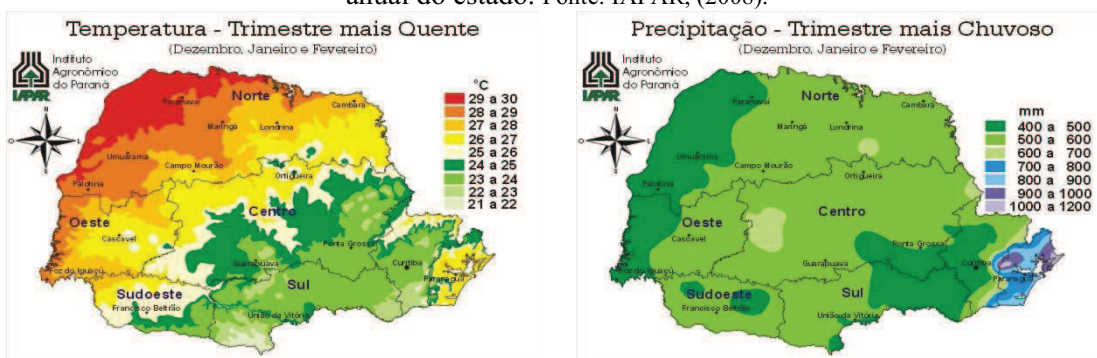 anual do estado. Fonte: IAPAR, (2008).
Temperatura - Trimestre mais Quente
(Dezembro, Janeiro e Fevereiro)
Instituto
Agronômico
do Paraná
IAPAR
N
L
S
O
°C
29 a 30
28 a 29
27 a 28
26 a 27
25 a 26
24 a 25
23 a 24
22 a 23
21 a 22
Norte
Paranavaí
Cambará
Maringá
Londrina
Umuarama
Campo Mourão
Ortigueira
Palotina
Oeste
Centro
Cascavel
Ponta Grossa
Guarapuava
Curitiba
Foz do Iguaçu
Paranaguá
Sul
Sudoeste
Francisco Beltrão
União da Vitória
Precipitação - Trimestre mais Chuvoso
(Dezembro, Janeiro e Fevereiro)
Instituto
Agronômico
do Paraná
IAPAR
N
L
S
O
mm
400 a 500
500 a 600
600 a 700
700 a 800
800 a 900
900 a 1000
1000 a 1200
Norte
Paranavaí
Cambará
Maringá
Londrina
Umuarama
Campo Mourão
Ortigueira
Palotina
Oeste
Centro
Cascavel
Ponta Grossa
Guarapuava
Curitiba
Foz do Iguaçu
Paranaguá
Sul
Sudoeste
Francisco Beltrão
União da Vitória